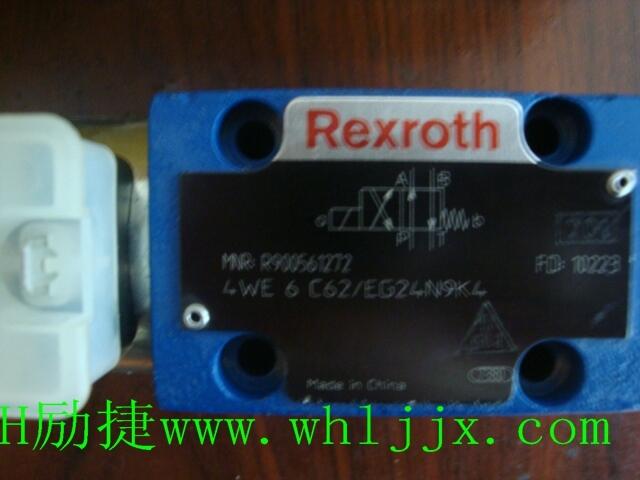 Rexroth
A B
a b
P T
MNR: R900561272 FD: 10223
4WE 6 C62/EG24N9K4
Made in China
H励捷www.whljjx.com